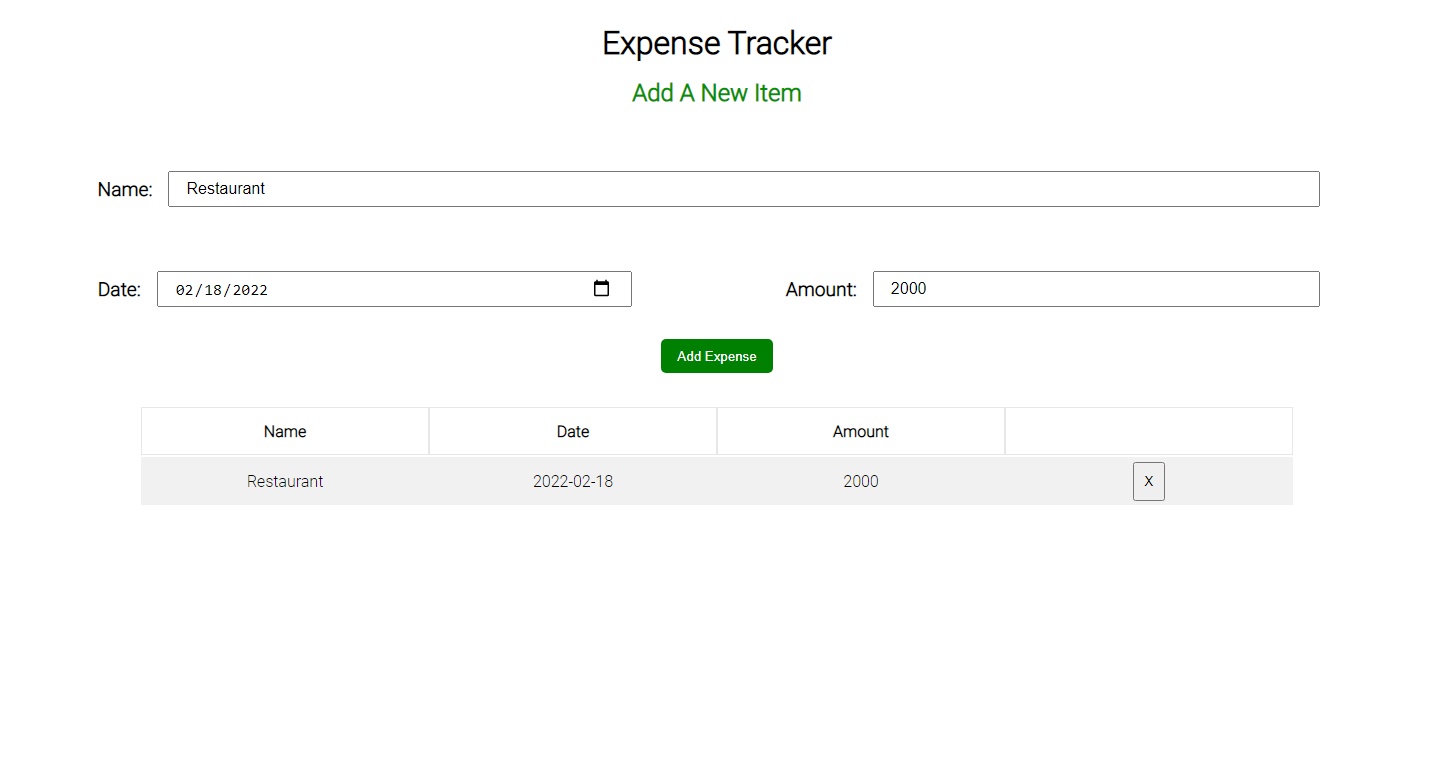 Expense Tracker
Add A New Item
Name: Restaurant
Date: 02/18/2022 Amount: 2000
Add Expense
Name Date Amount
Restaurant 2022-02-18 2000 X